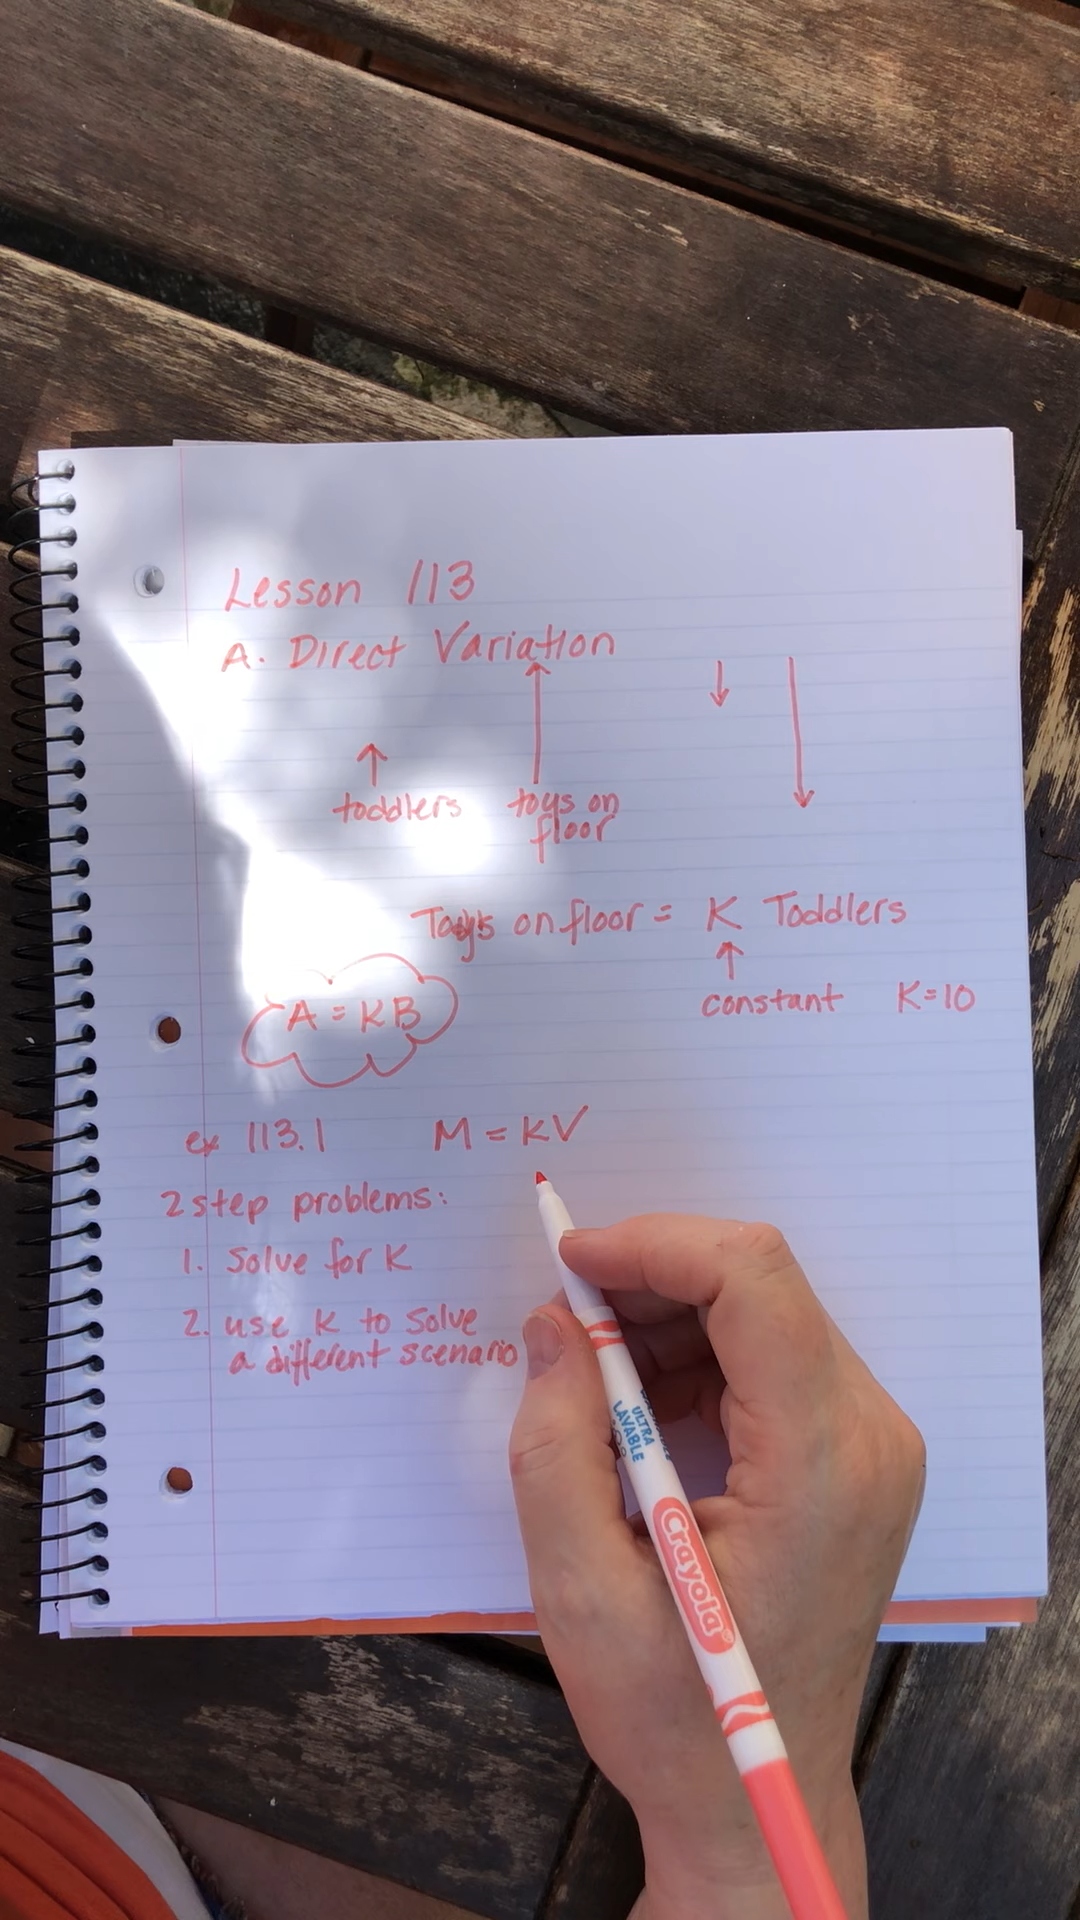 Lesson 113
A. Direct Variation
toddlers
toys on
floor
Toys on floor = K Toddlers
constant K=10
A = KB
ex 113.1 M = KV
2 step problems:
1. Solve for K
2. use K to solve
a different scenario
ULTRA
LAVABLE
Crayola